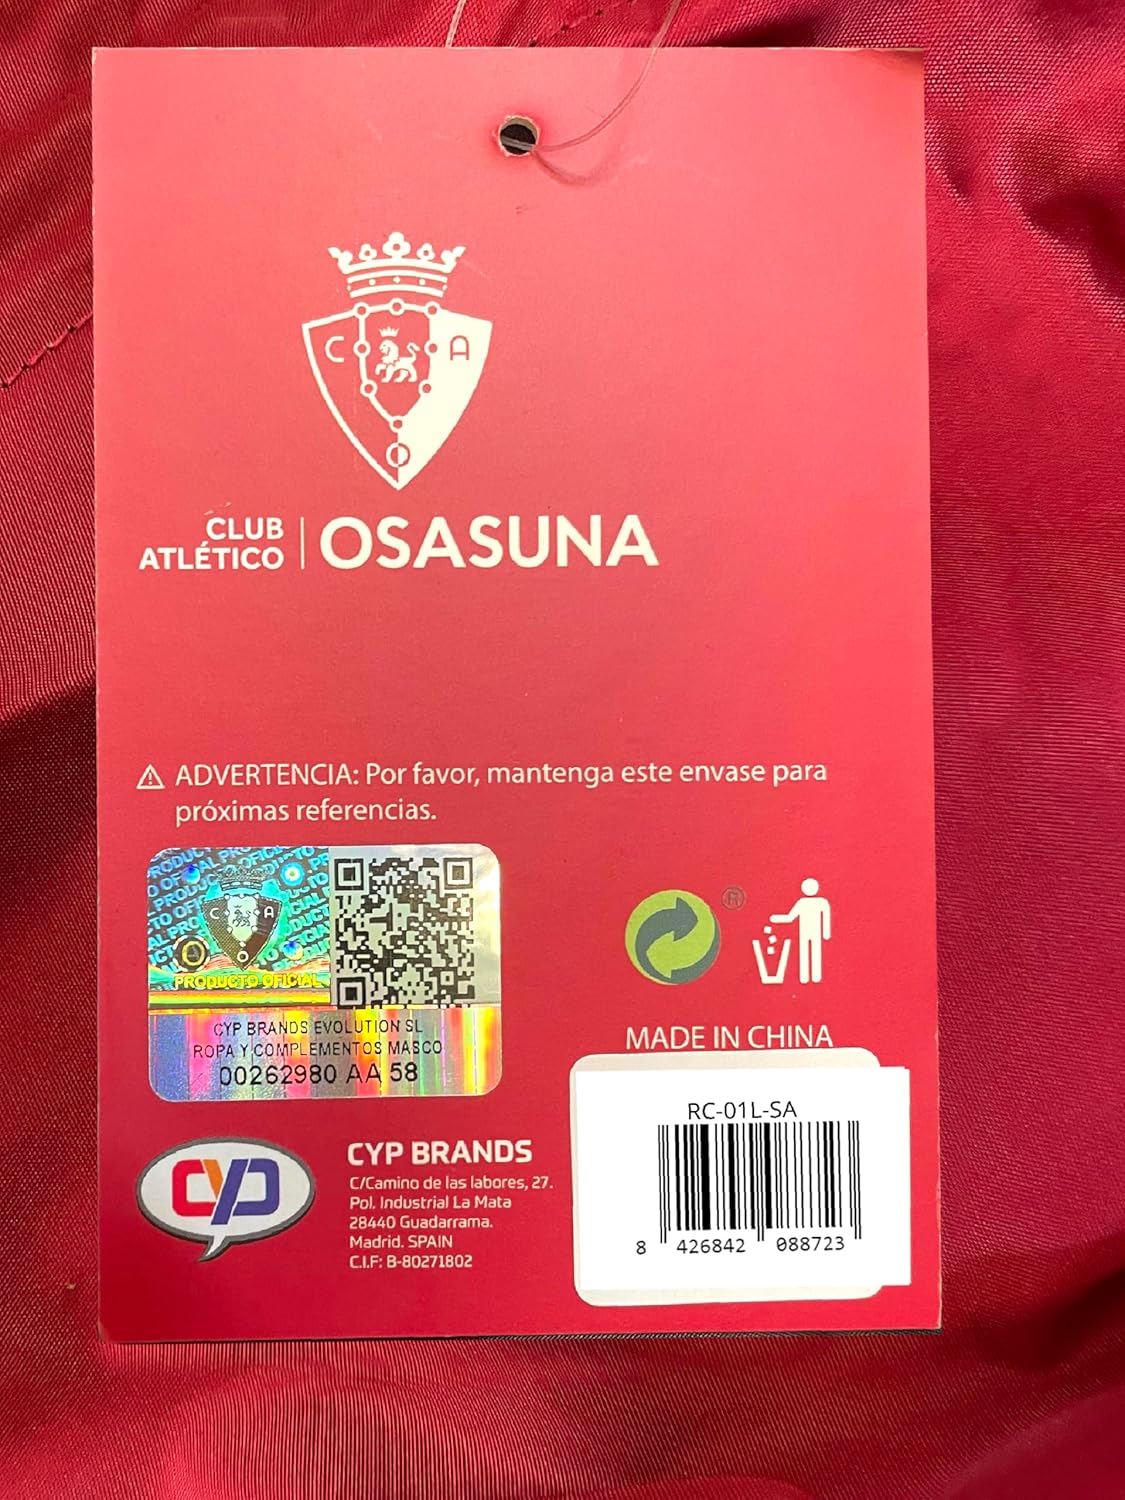 C A
O
CLUB
ATLÉTICO
OSASUNA
⚠ ADVERTENCIA: Por favor, mantenga este envase para
próximas referencias.
C A
O
PRODUCTO OFICIAL
CYP BRANDS EVOLUTION SL
ROPA Y COMPLEMENTOS MASCO
00262980 AA 58
®
MADE IN CHINA
RC-01L-SA
8 426842 088723
CYP
CYP BRANDS
C/Camino de las labores, 27.
Pol. Industrial La Mata
28440 Guadarrama.
Madrid. SPAIN
C.I.F: B-80271802